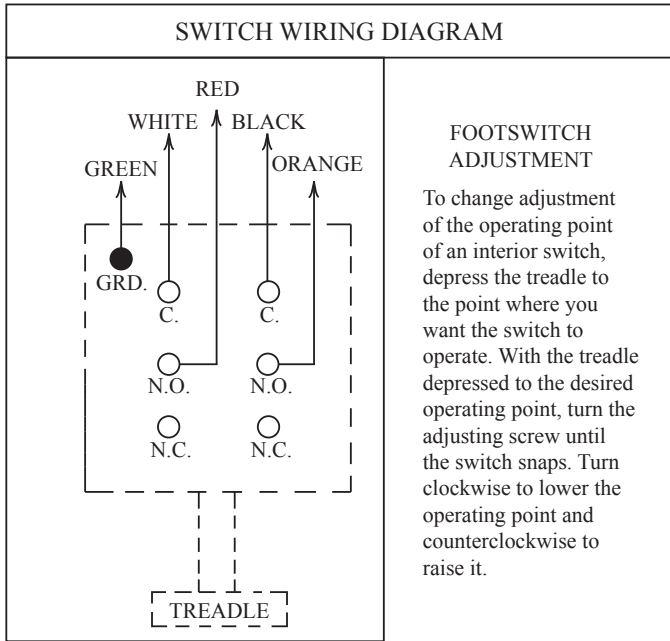 SWITCH WIRING DIAGRAM
RED
WHITE BLACK
GREEN ORANGE
GRD.
C. C.
N.O. N.O.
N.C. N.C.
TREADLE
FOOTSWITCH
ADJUSTMENT
To change adjustment
of the operating point
of an interior switch,
depress the treadle to
the point where you
want the switch to
operate. With the treadle
depressed to the desired
operating point, turn the
adjusting screw until
the switch snaps. Turn
clockwise to lower the
operating point and
counterclockwise to
raise it.